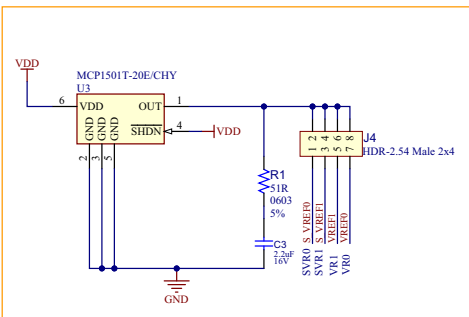 VDD
MCP1501T-20E/CHY
U3
6 VDD OUT 1
GND GND GND
SHDN 4 VDD
2 3 5
2 4 6 8
1 3 5 7
J4
HDR-2.54 Male 2x4
R1
51R
0603
5%
C3
2.2uF
16V
SVR0 S_VREF0
SVR1 S_VREF1
VR1 VREF1
VR0 VREF0
GND